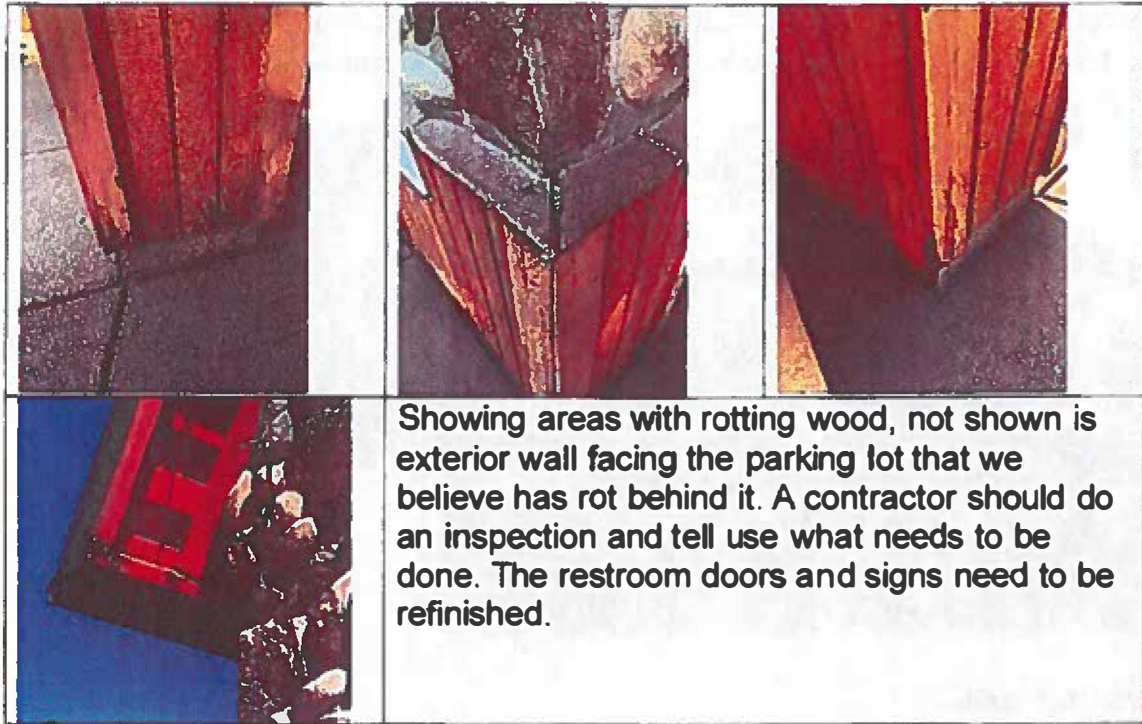 Showing areas with rotting wood, not shown is
exterior wall facing the parking lot that we
believe has rot behind it. A contractor should do
an inspection and tell use what needs to be
done. The restroom doors and signs need to be
refinished.